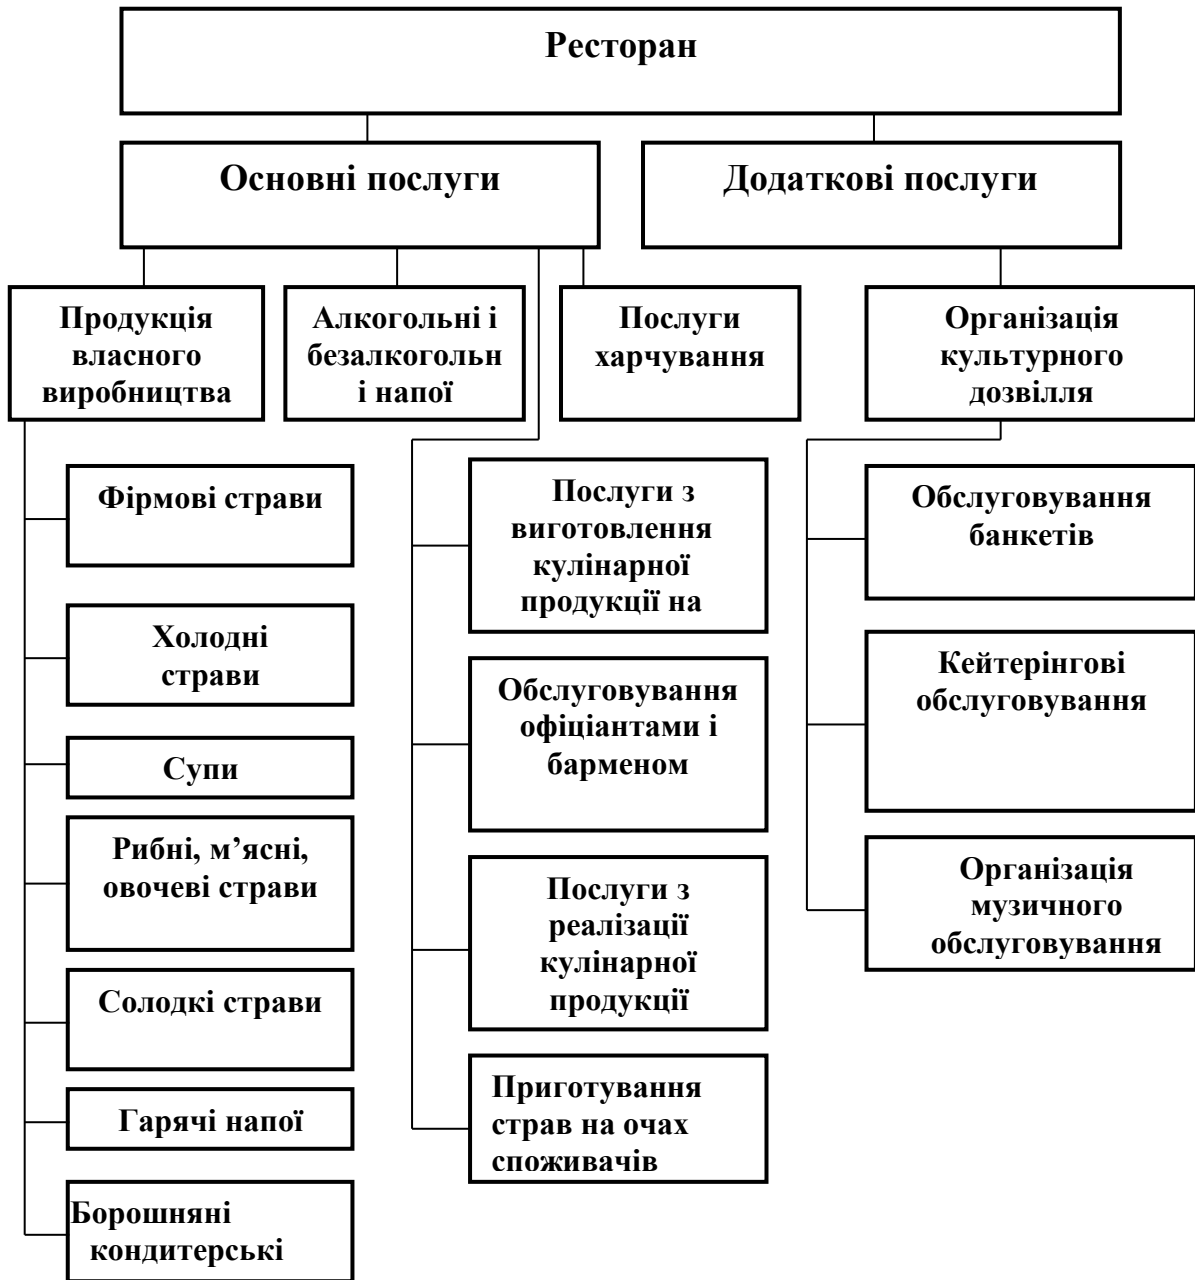 Ресторан
Основні послуги
Додаткові послуги
Продукція
власного
виробництва
Алкогольні і
безалкогольн
і напої
Послуги
харчування
Організація
культурного
дозвілля
Фірмові страви
Холодні
страви
Супи
Рибні, м’ясні,
овочеві страви
Солодкі страви
Гарячі напої
Борошняні
кондитерські
Послуги з
виготовлення
кулінарної
продукції на
Обслуговування
офіціантами і
барменом
Послуги з
реалізації
кулінарної
продукції
Приготування
страв на очах
споживачів
Обслуговування
банкетів
Кейтерінгові
обслуговування
Організація
музичного
обслуговування